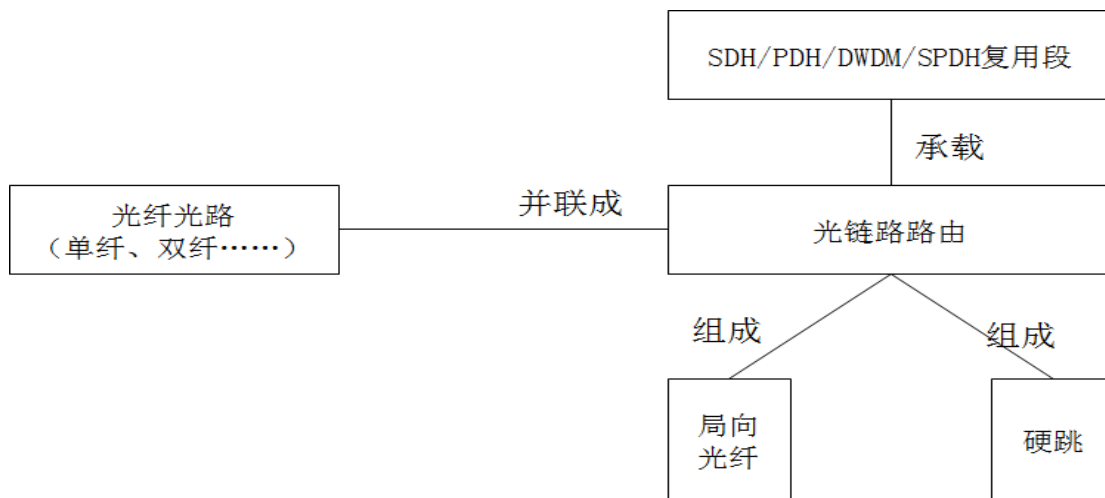 SDH/PDH/DWDM/SPDH复用段
承载
光纤光路
（单纤、双纤……）
并联成
光链路路由
组成
组成
局向
光纤
硬跳